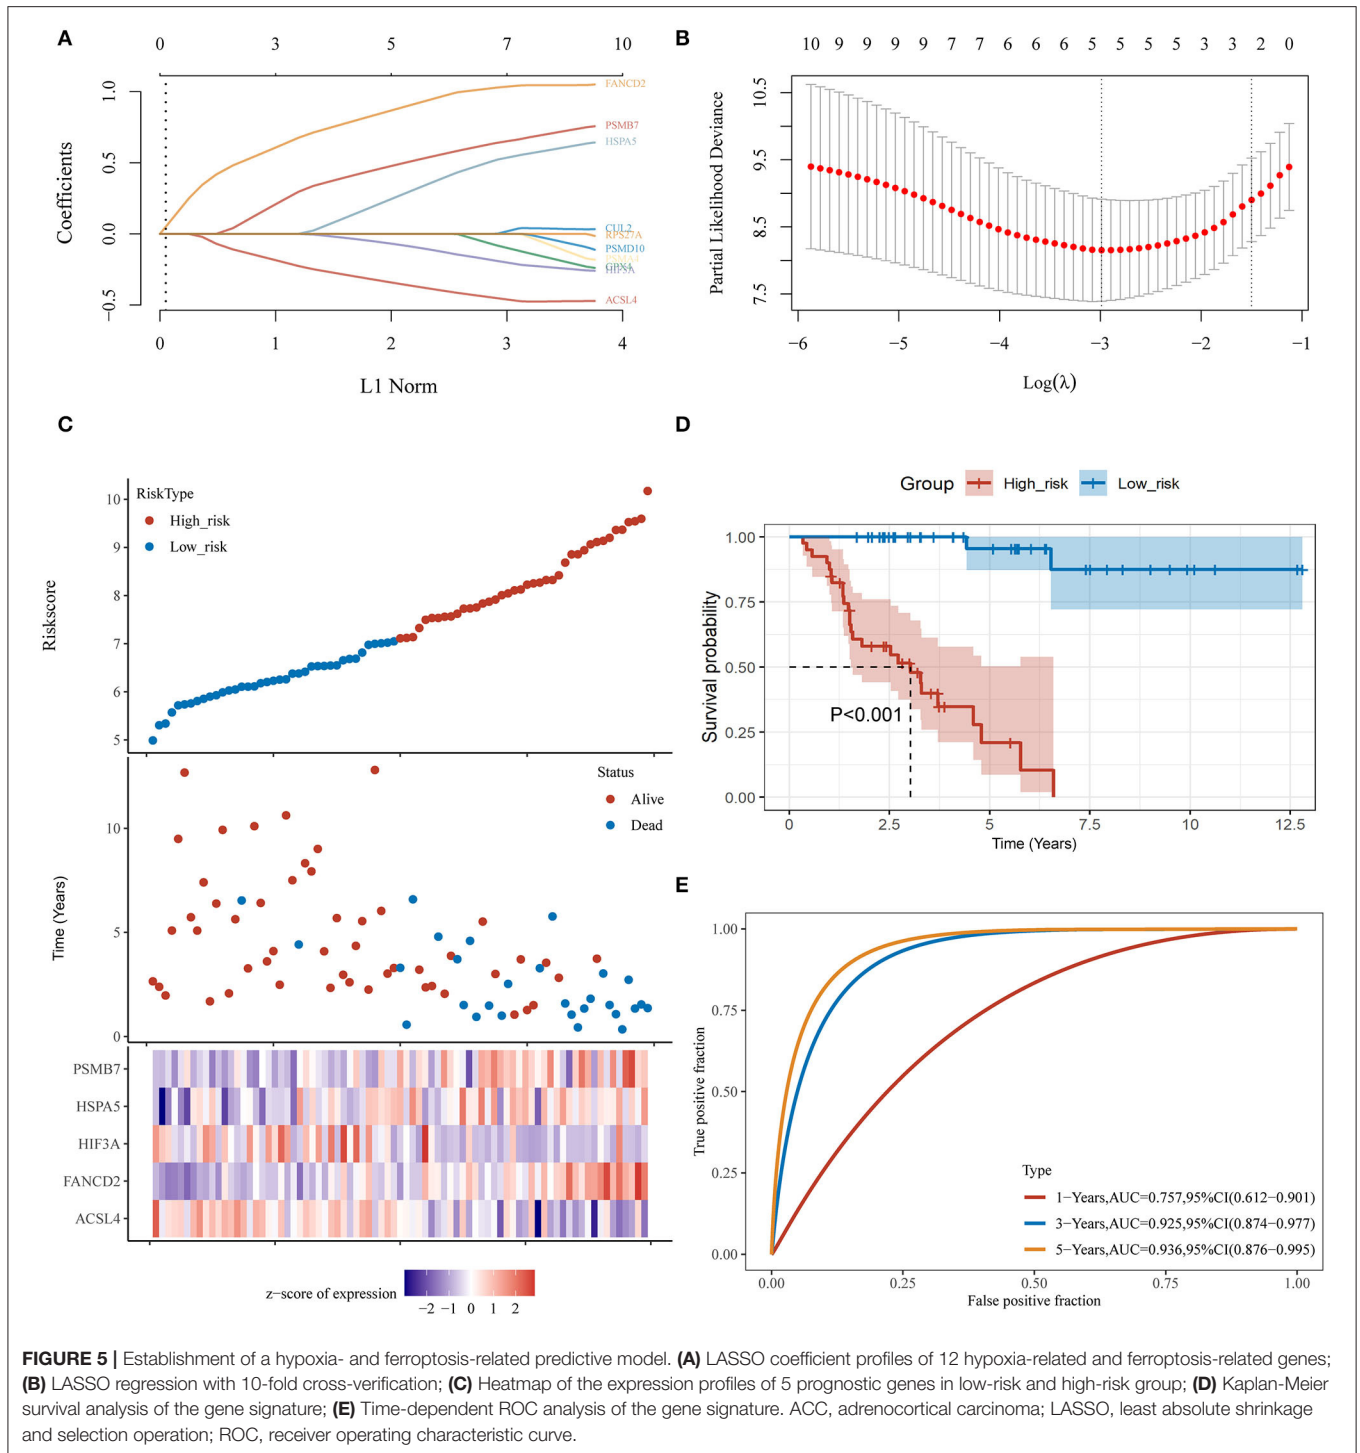 A
0 3 5 7 10
Coefficients
1.0
0.5
0.0
−0.5
FANCD2
PSMB7
HSPA5
CUL2
RPS27A
PSMD10
GPX4
HIF3A
ACSL4
0 1 2 3 4
L1 Norm
B
10 9 9 9 9 7 7 6 6 6 5 5 5 5 3 3 2 0
Partial Likelihood Deviance
10.5
9.5
8.5
7.5
−6 −5 −4 −3 −2 −1
Log(λ)
C
Riskscore
10
9
8
7
6
5
RiskType
High_risk
Low_risk
Time (Years)
10
5
0
Status
Alive
Dead
PSMB7
HSPA5
HIF3A
FANCD2
ACSL4
z−score of expression
−2 −1 0 1 2
D
Group High_risk Low_risk
Survival probability
1.00
0.75
0.50
0.25
0.00
P<0.001
0 2.5 5 7.5 10 12.5
Time (Years)
E
True positive fraction
1.00
0.75
0.50
0.25
0.00
Type
1−Years,AUC=0.757,95%CI(0.612−0.901)
3−Years,AUC=0.925,95%CI(0.874−0.977)
5−Years,AUC=0.936,95%CI(0.876−0.995)
0.00 0.25 0.50 0.75 1.00
False positive fraction
FIGURE 5 | Establishment of a hypoxia- and ferroptosis-related predictive model. (A) LASSO coefficient profiles of 12 hypoxia-related and ferroptosis-related genes;
(B) LASSO regression with 10-fold cross-verification; (C) Heatmap of the expression profiles of 5 prognostic genes in low-risk and high-risk group; (D) Kaplan-Meier
survival analysis of the gene signature; (E) Time-dependent ROC analysis of the gene signature. ACC, adrenocortical carcinoma; LASSO, least absolute shrinkage
and selection operation; ROC, receiver operating characteristic curve.